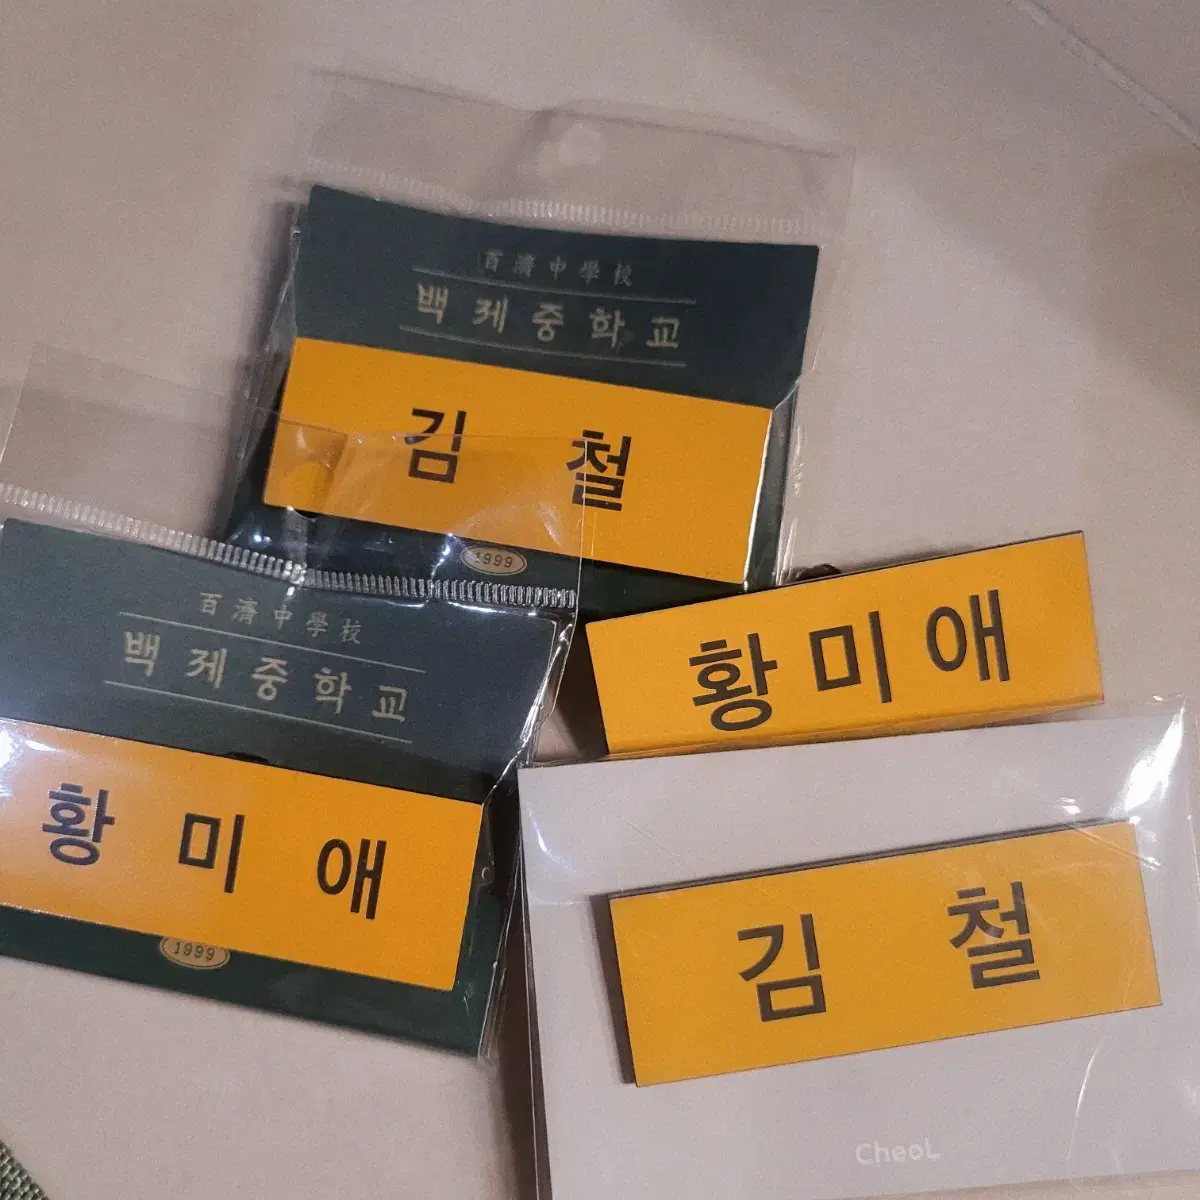 百濟中學校
백제중학교
김 철
1999
百濟中學校
백제중학교
황 미 애
1999
황 미 애
김 철
CheoL